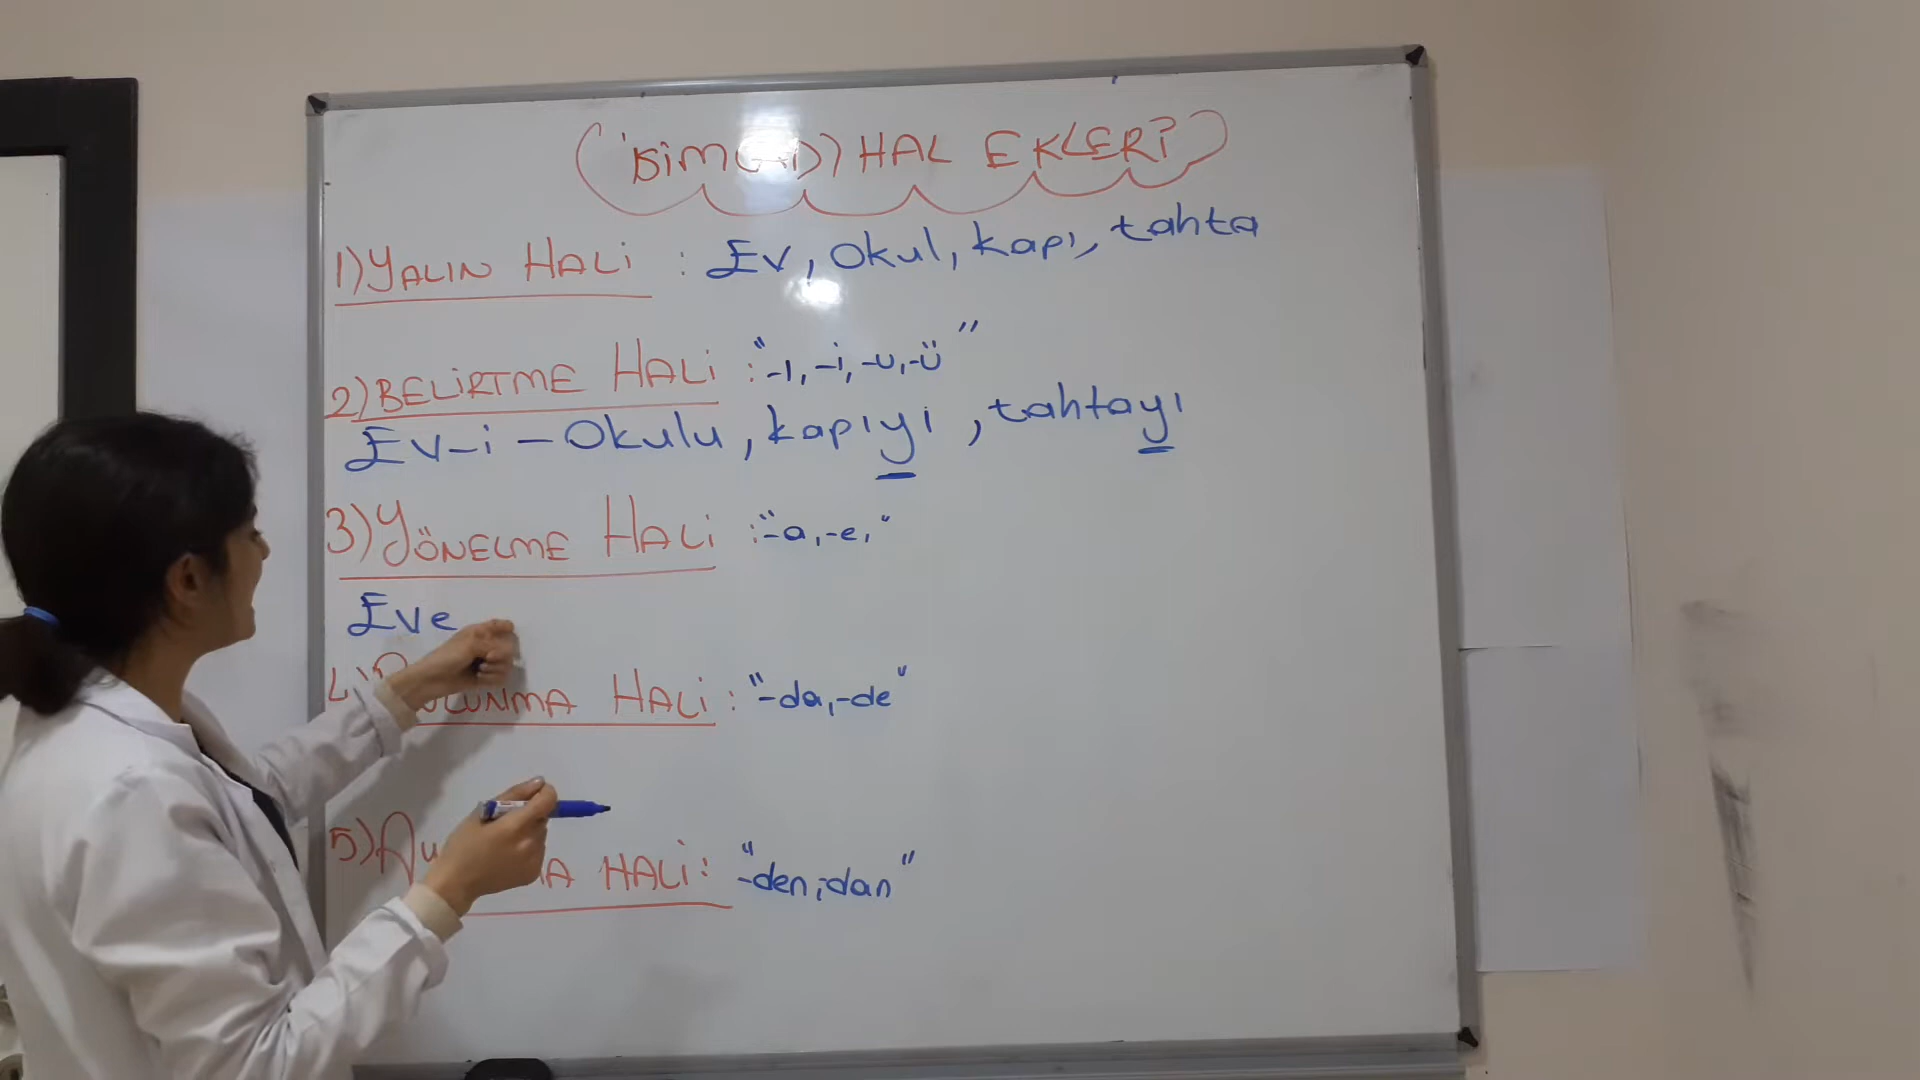 HAL EKLERİ
1) YALIN HALİ : Ev, Okul, kapı, tahta
2) BELİRTME HALİ : "-ı, -i, -u, -ü"
Ev-i - Okulu, kapıyı, tahtayı
3) YÖNELME HALİ : "-a, -e, "
Eve
HALİ : "-da, -de"
5) HALİ : "-den, -dan"